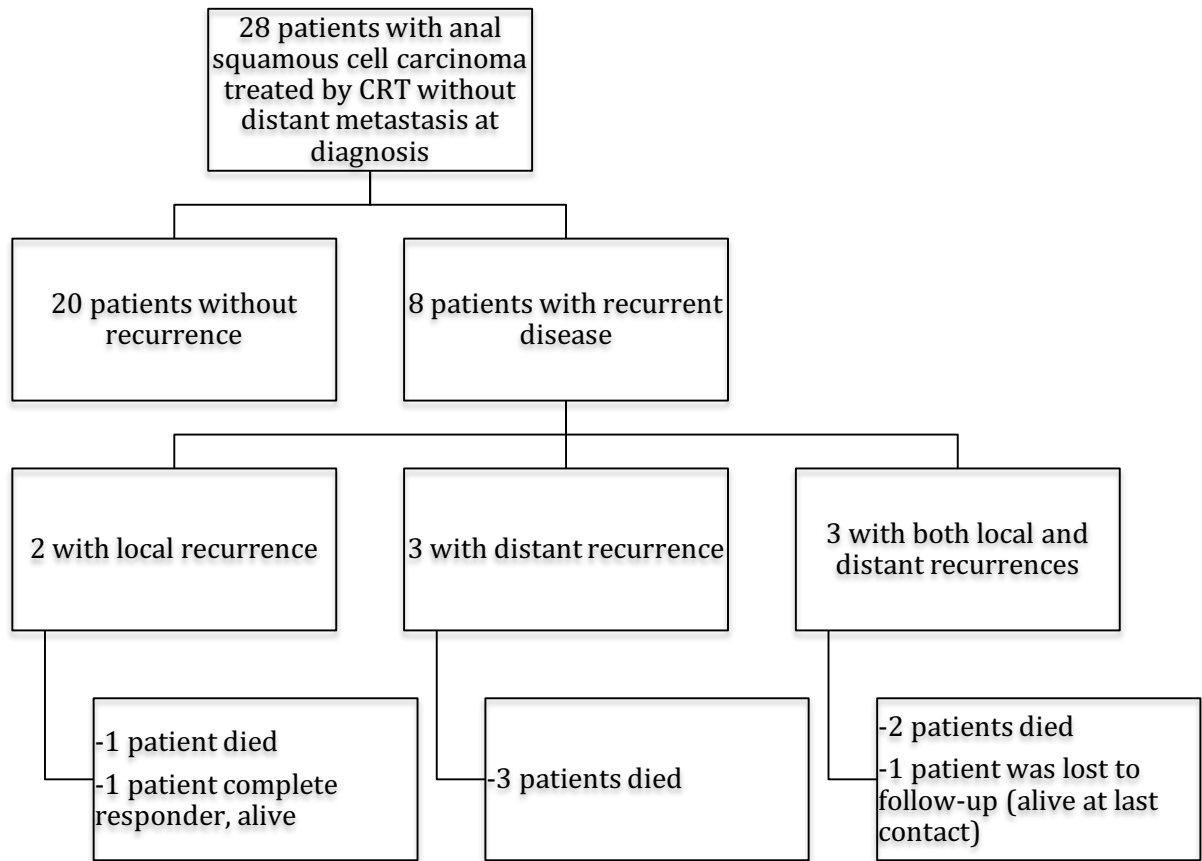 28 patients with anal
squamous cell carcinoma
treated by CRT without
distant metastasis at
diagnosis
20 patients without
recurrence
8 patients with recurrent
disease
2 with local recurrence
3 with distant recurrence
3 with both local and
distant recurrences
-1 patient died
-1 patient complete
responder, alive
-3 patients died
-2 patients died
-1 patient was lost to
follow-up (alive at last
contact)